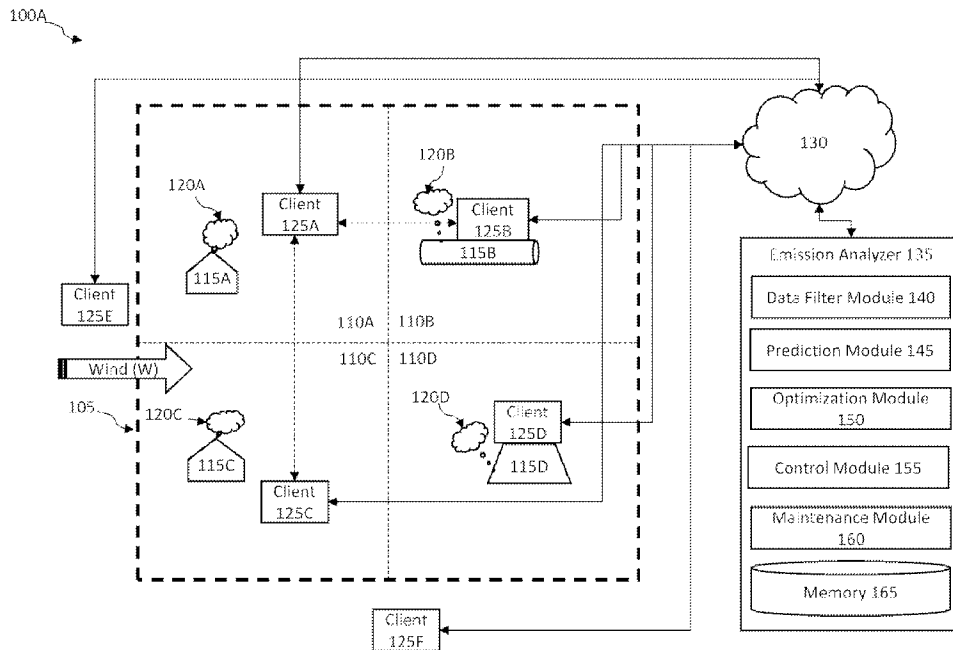 100A
130
120A
120B
Client
125A
Client
125B
115B
115A
Client
125E
110A
110B
110C
110D
Wind (W)
105
120C
120D
115C
Client
125D
115D
Client
125C
Client
125F
Emission Analyzer 135
Data Filter Module 140
Prediction Module 145
Optimization Module
150
Control Module 155
Maintenance Module
160
Memory 165